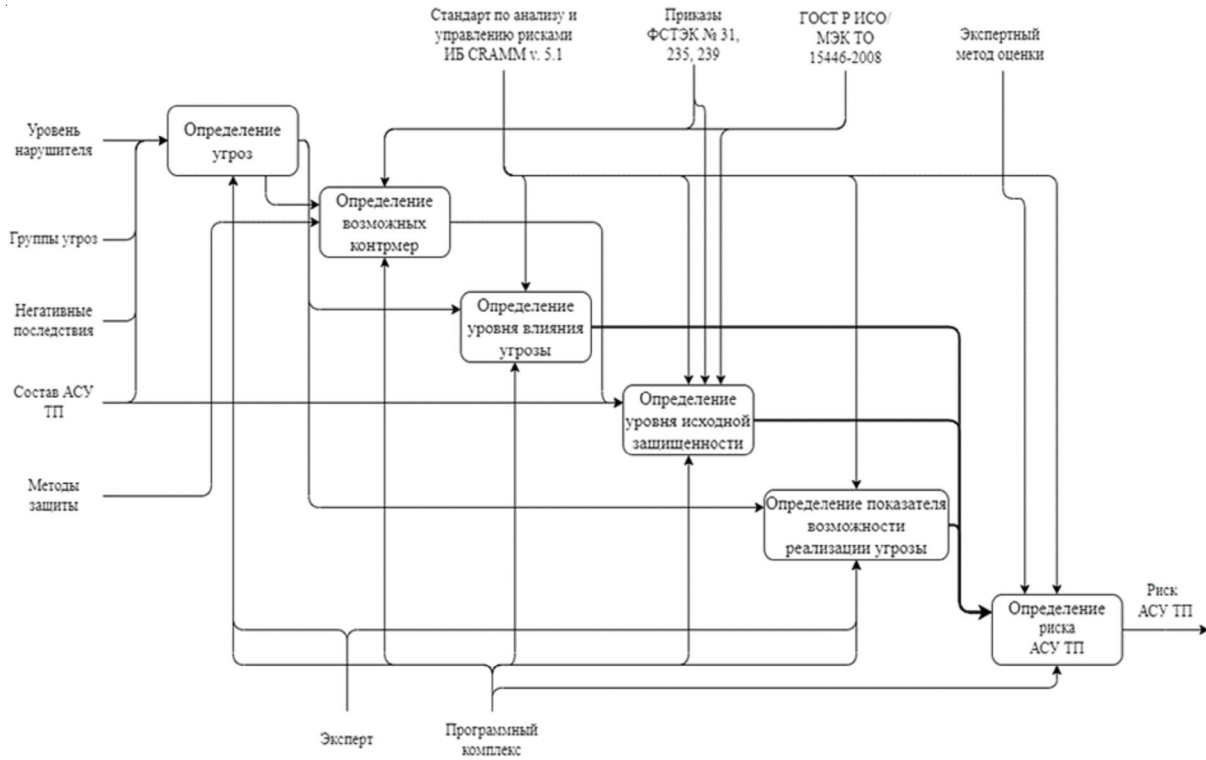 Стандарт по анализу и
управлению рисками
ИБ CRAMM v. 5.1
Приказы
ФСТЭК № 31,
235, 239
ГОСТ Р ИСО/
МЭК ТО
15446-2008
Экспертный
метод оценки
Уровень
нарушителя
Определение
угроз
Группы угроз
Определение
возможных
контрмер
Негативные
последствия
Определение
уровня влияния
угрозы
Состав АСУ
ТП
Определение
уровня исходной
защищенности
Методы
защиты
Определение показателя
возможности
реализации угрозы
Определение
риска
АСУ ТП
Риск
АСУ ТП
Эксперт
Программный
комплекс